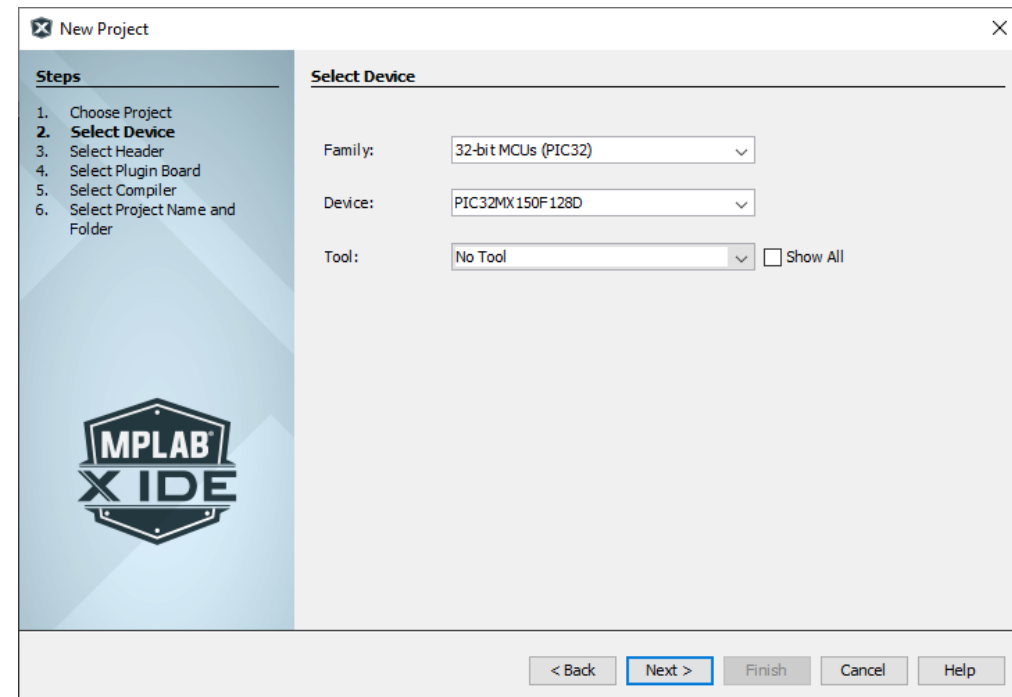 New Project
Steps
1. Choose Project
2. Select Device
3. Select Header
4. Select Plugin Board
5. Select Compiler
6. Select Project Name and
Folder
MPLAB®
X IDE
Select Device
Family: 32-bit MCUs (PIC32)
Device: PIC32MX150F128D
Tool: No Tool Show All
< Back Next > Finish Cancel Help